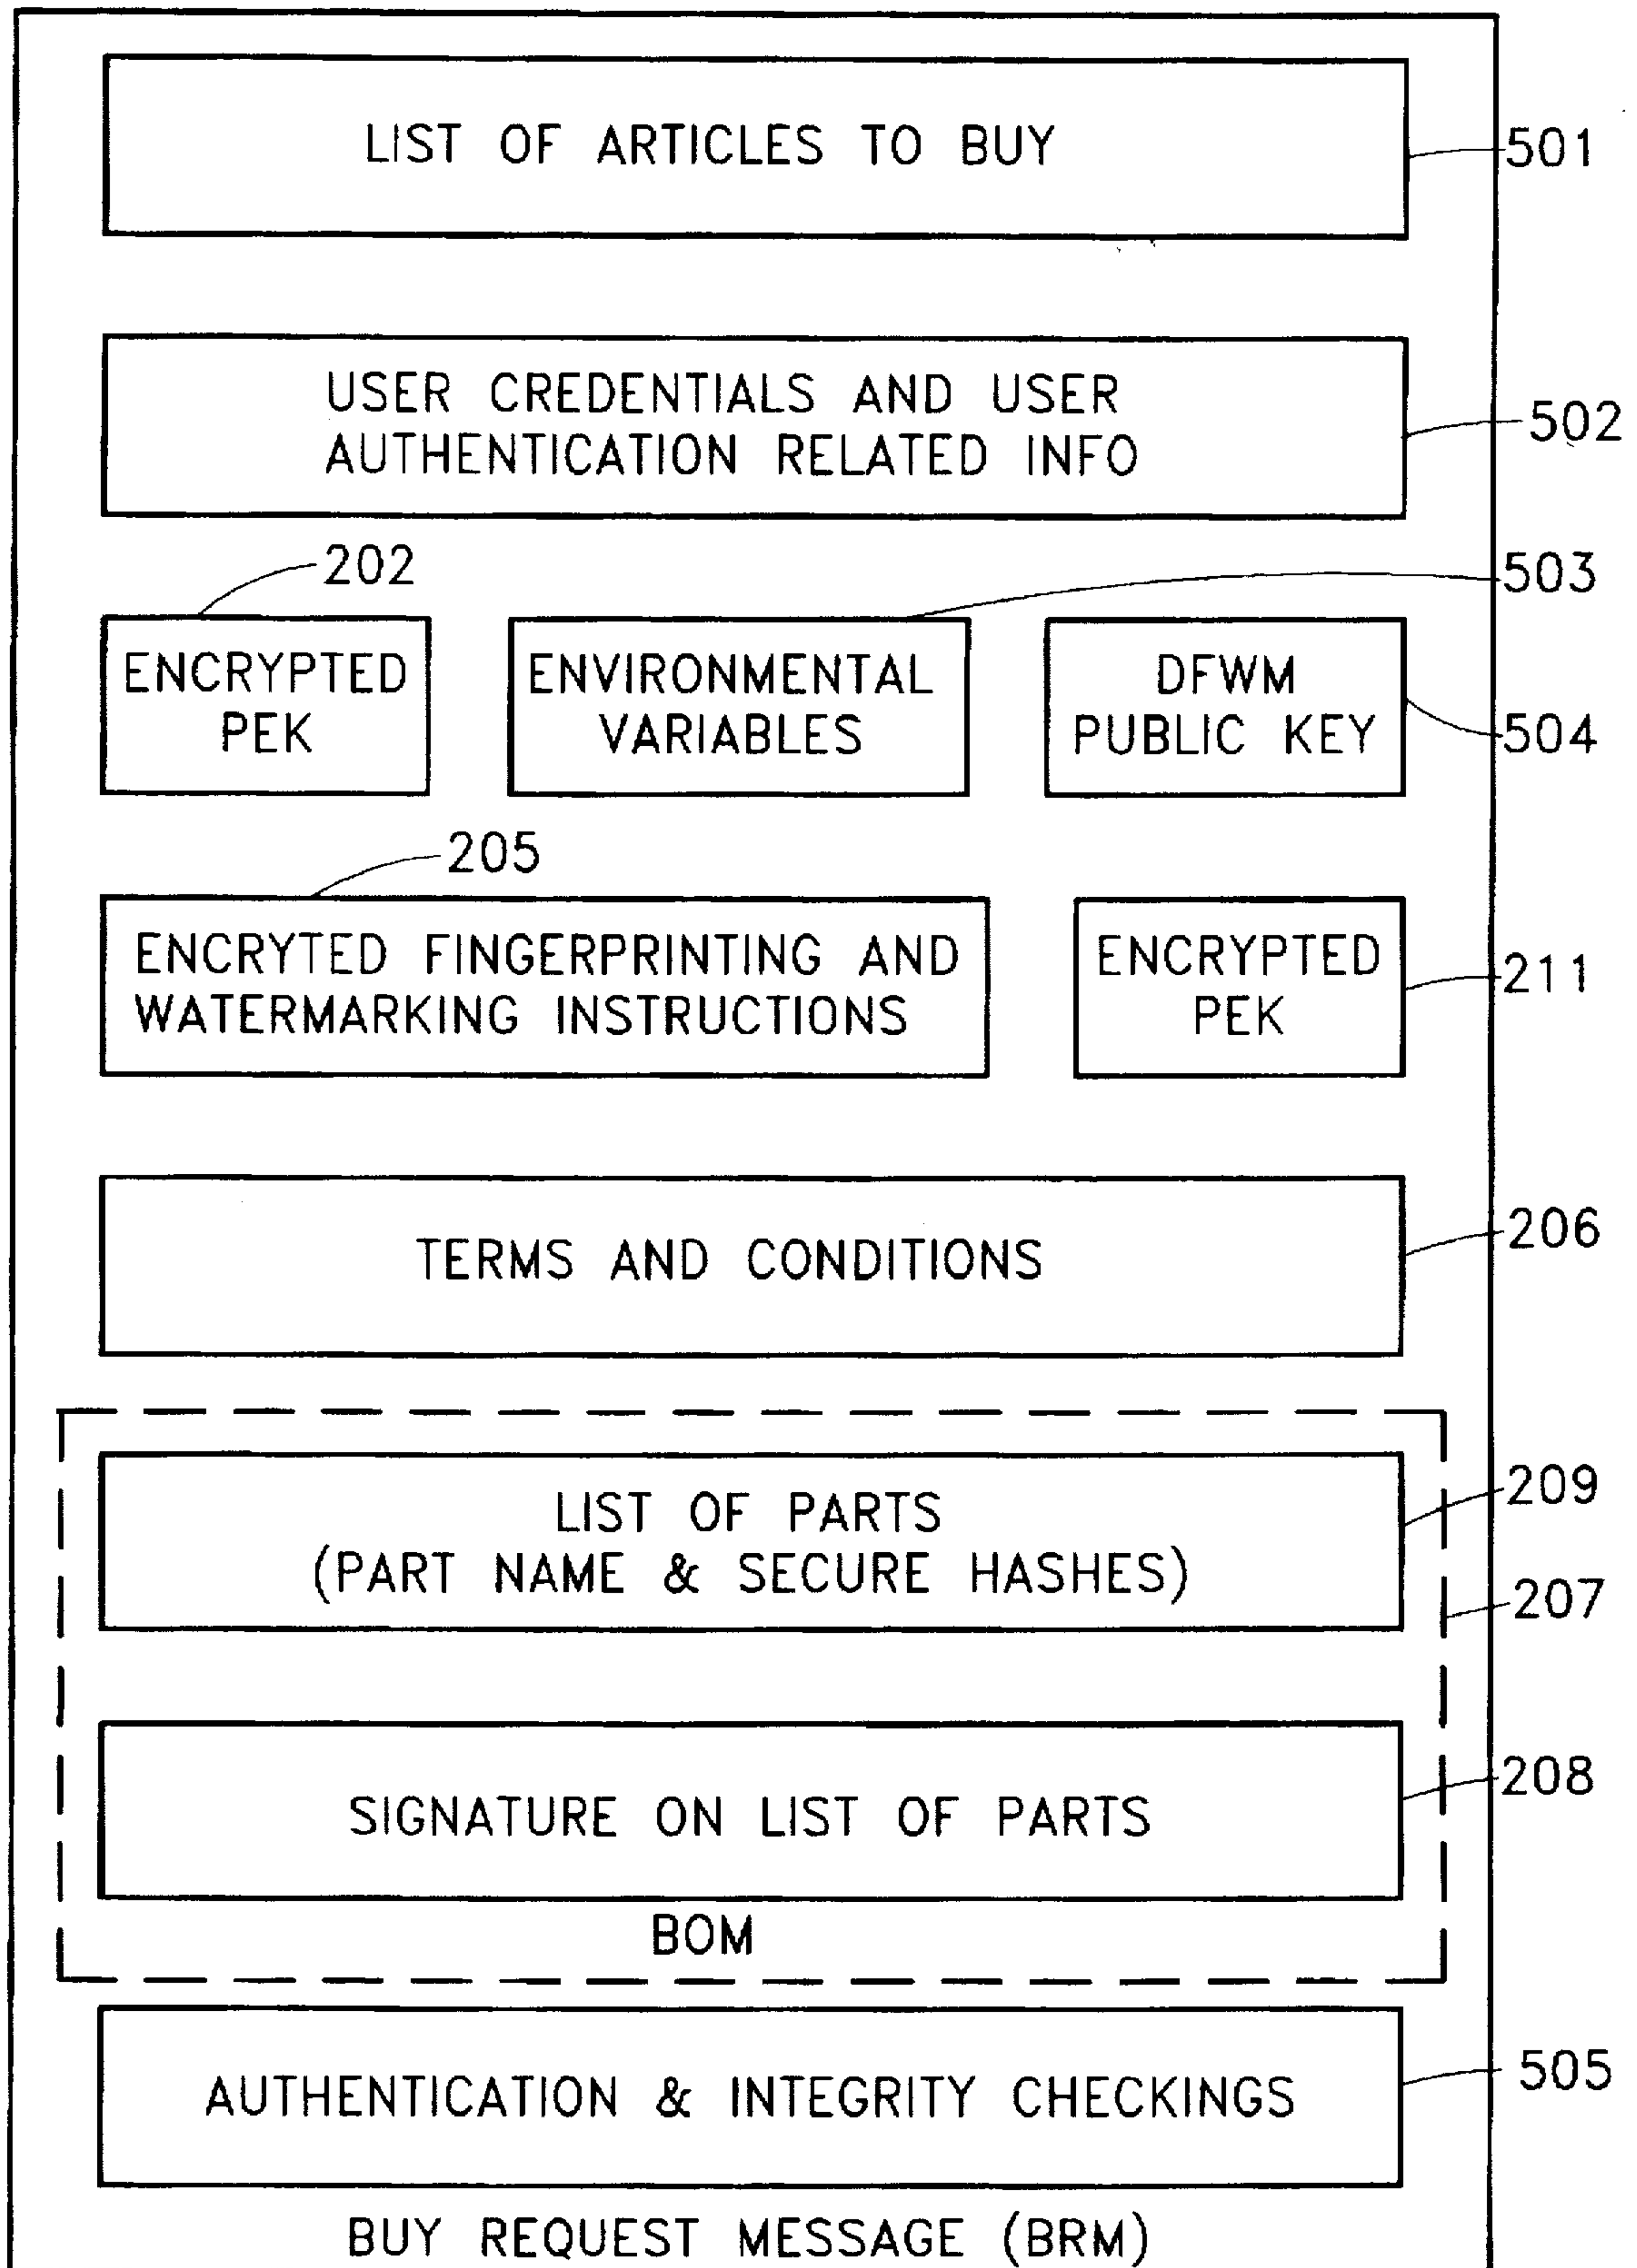 LIST OF ARTICLES TO BUY
501
USER CREDENTIALS AND USER
AUTHENTICATION RELATED INFO
502
202
503
ENCRYPTED
PEK
ENVIRONMENTAL
VARIABLES
DFWM
PUBLIC KEY
504
205
ENCRYTED FINGERPRINTING AND
WATERMARKING INSTRUCTIONS
ENCRYPTED
PEK
211
TERMS AND CONDITIONS
206
LIST OF PARTS
(PART NAME & SECURE HASHES)
209
207
SIGNATURE ON LIST OF PARTS
208
BOM
AUTHENTICATION & INTEGRITY CHECKINGS
505
BUY REQUEST MESSAGE (BRM)